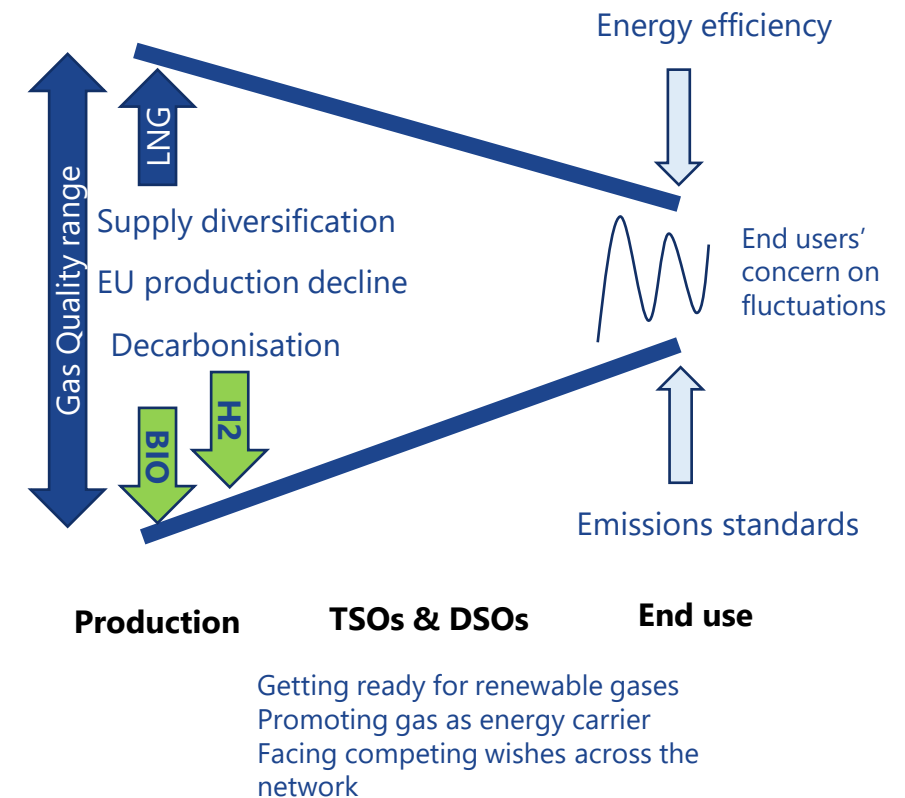 Energy efficiency
LNG
Gas Quality range
Supply diversification
End users’
concern on
fluctuations
EU production decline
Decarbonisation
H2
BIO
Emissions standards
Production
TSOs & DSOs
End use
Getting ready for renewable gases
Promoting gas as energy carrier
Facing competing wishes across the
network